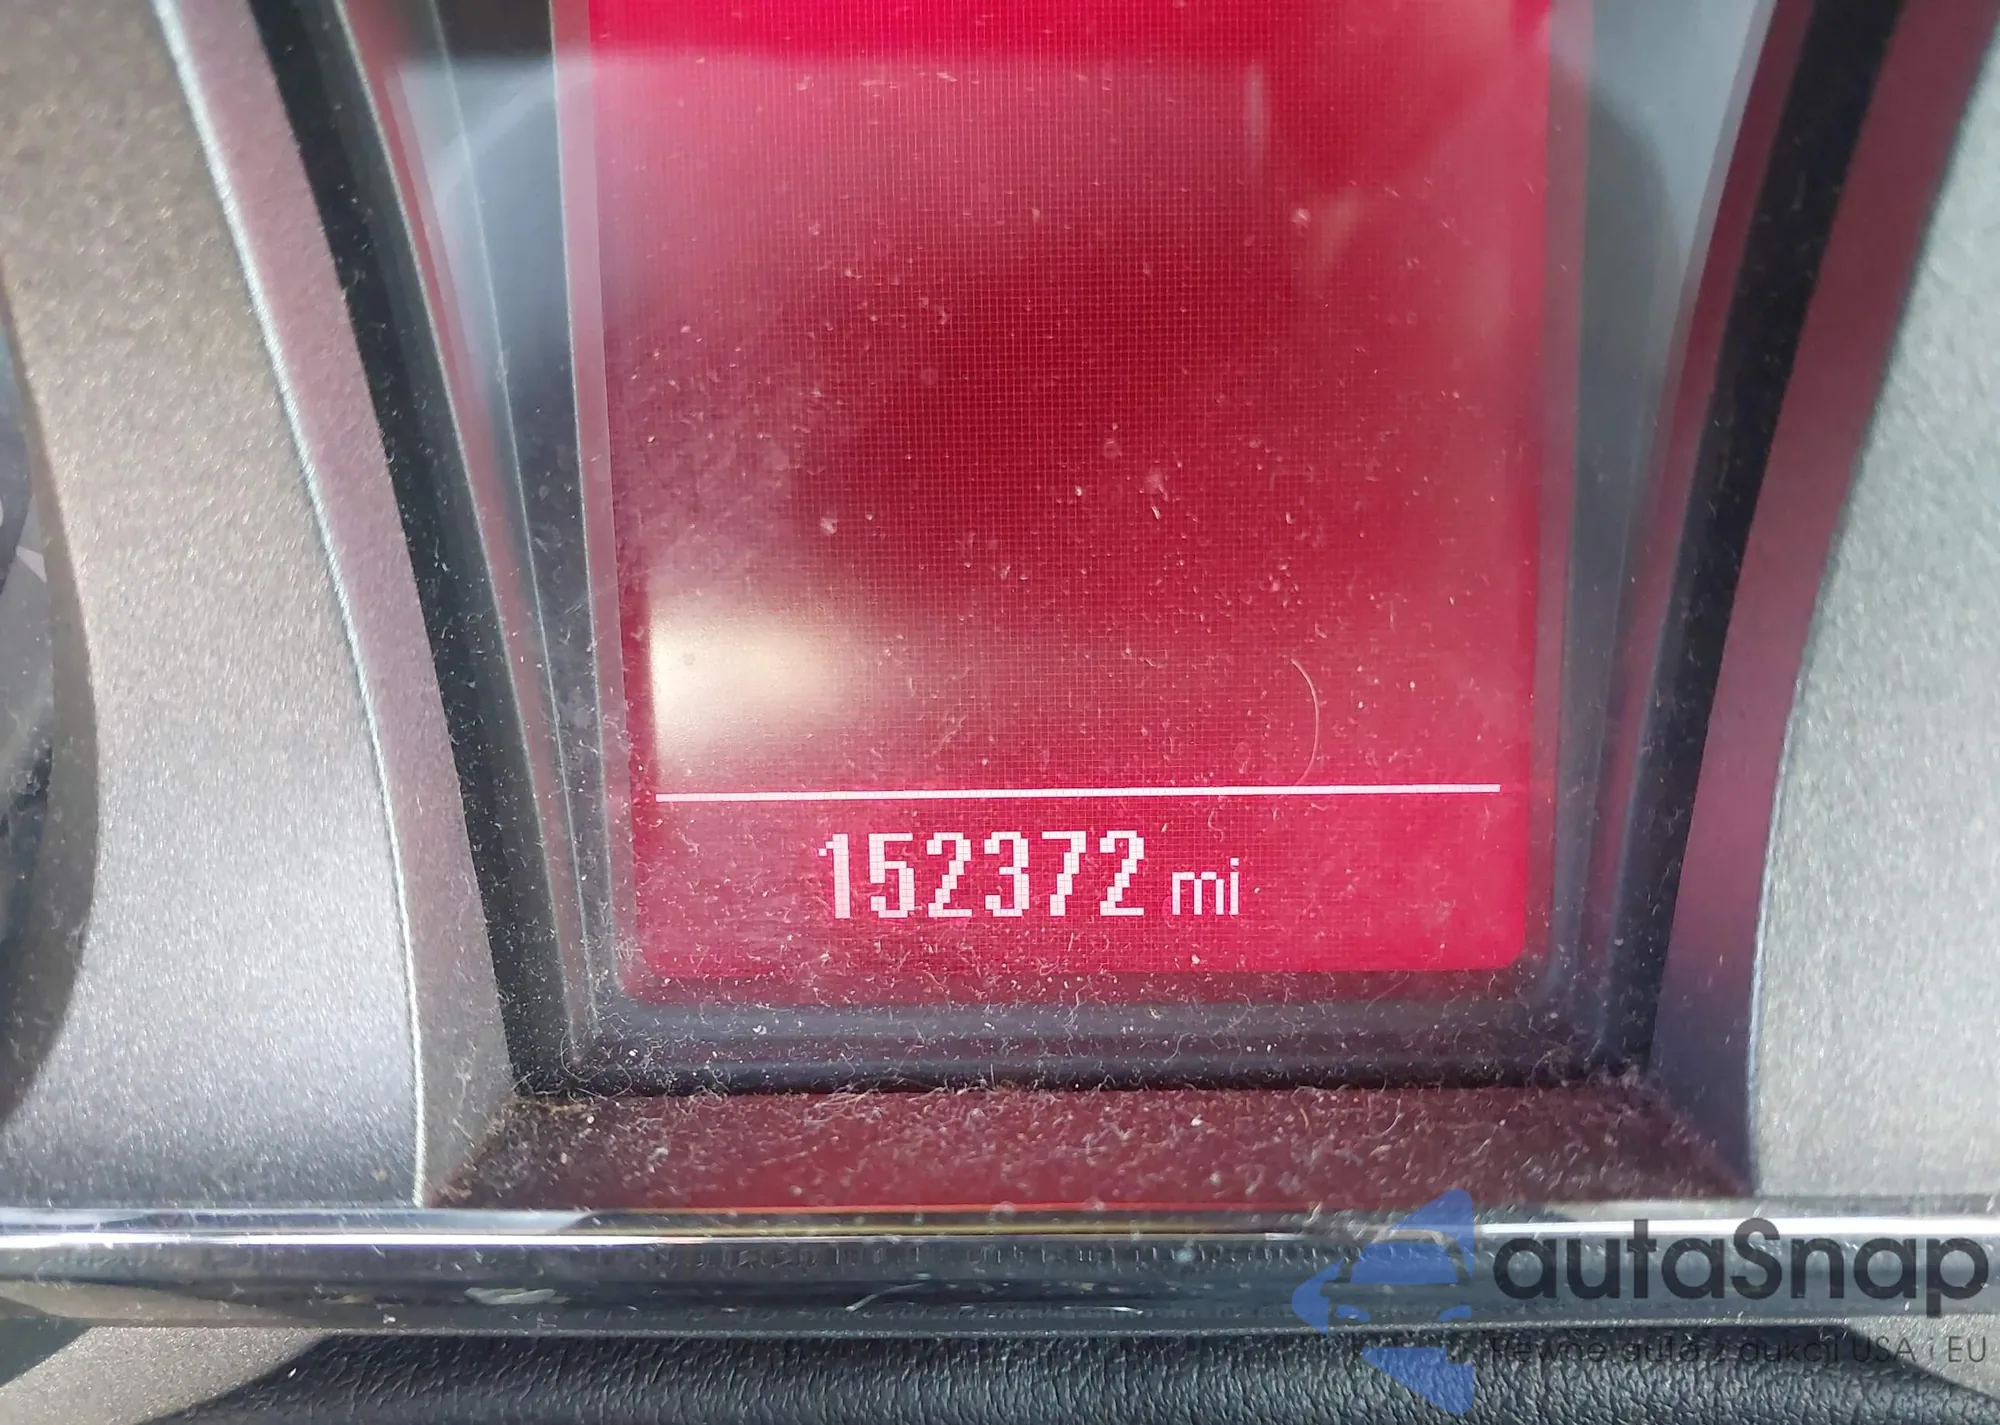 152372 mi
autaSnap
Pewne auta z aukcji USA i EU